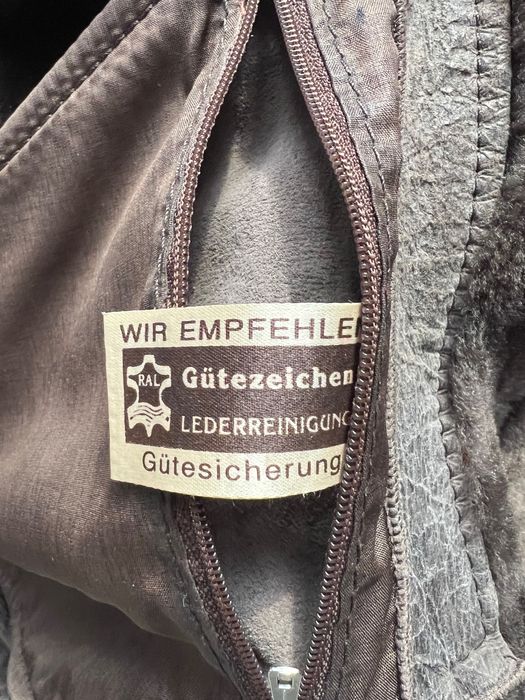 WIR EMPFEHLEN
RAL
Gütezeichen
LEDERREINIGUNG
Gütesicherung